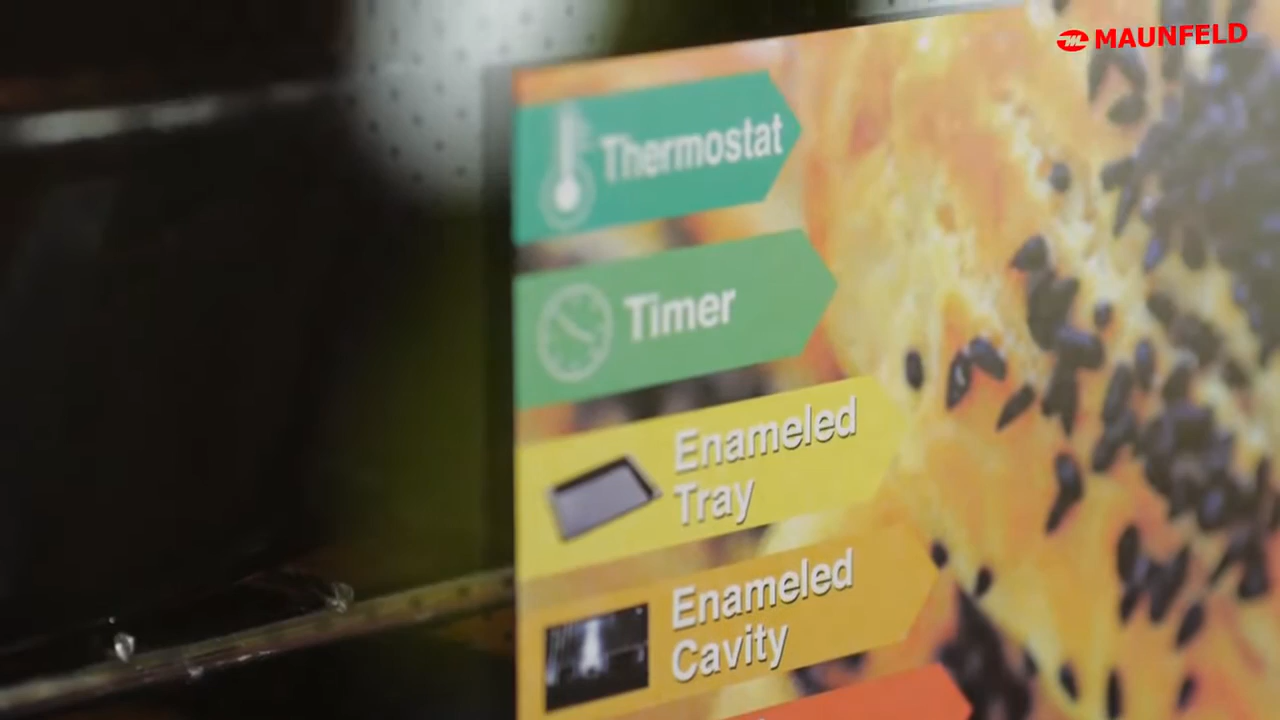 MAUNFELD
Thermostat
Timer
Enameled
Tray
Enameled
Cavity